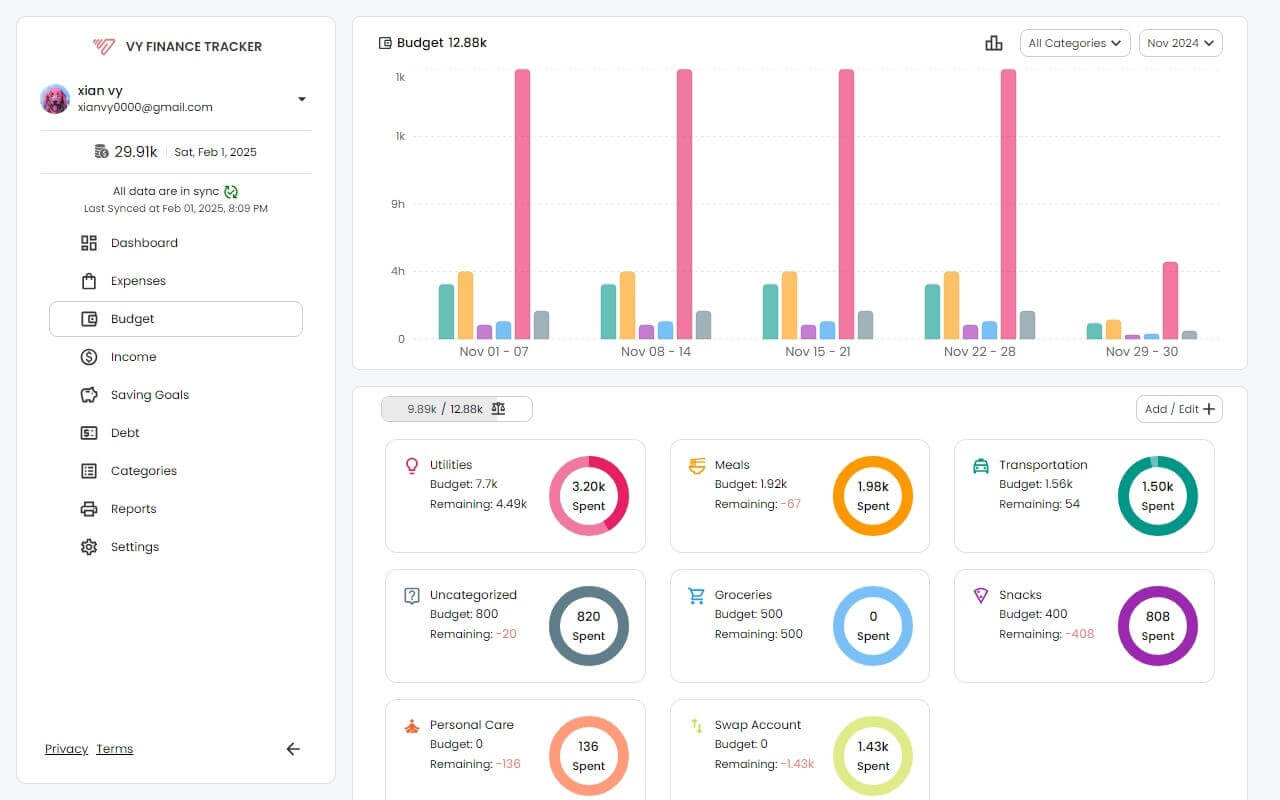 VY FINANCE TRACKER
xian vy
xianvy0000@gmail.com
29.91k Sat, Feb 1, 2025
All data are in sync
Last Synced at Feb 01, 2025, 8:09 PM
Dashboard
Expenses
Budget
Income
Saving Goals
Debt
Categories
Reports
Settings
Privacy Terms
Budget 12.88k
All Categories
Nov 2024
1k
1k
9h
4h
0
Nov 01 - 07
Nov 08 - 14
Nov 15 - 21
Nov 22 - 28
Nov 29 - 30
9.89k / 12.88k
Add / Edit
Utilities
Budget: 7.7k
Remaining: 4.49k
3.20k
Spent
Meals
Budget: 1.92k
Remaining: -67
1.98k
Spent
Transportation
Budget: 1.56k
Remaining: 54
1.50k
Spent
Uncategorized
Budget: 800
Remaining: -20
820
Spent
Groceries
Budget: 500
Remaining: 500
0
Spent
Snacks
Budget: 400
Remaining: -408
808
Spent
Personal Care
Budget: 0
Remaining: -136
136
Spent
Swap Account
Budget: 0
Remaining: -1.43k
1.43k
Spent